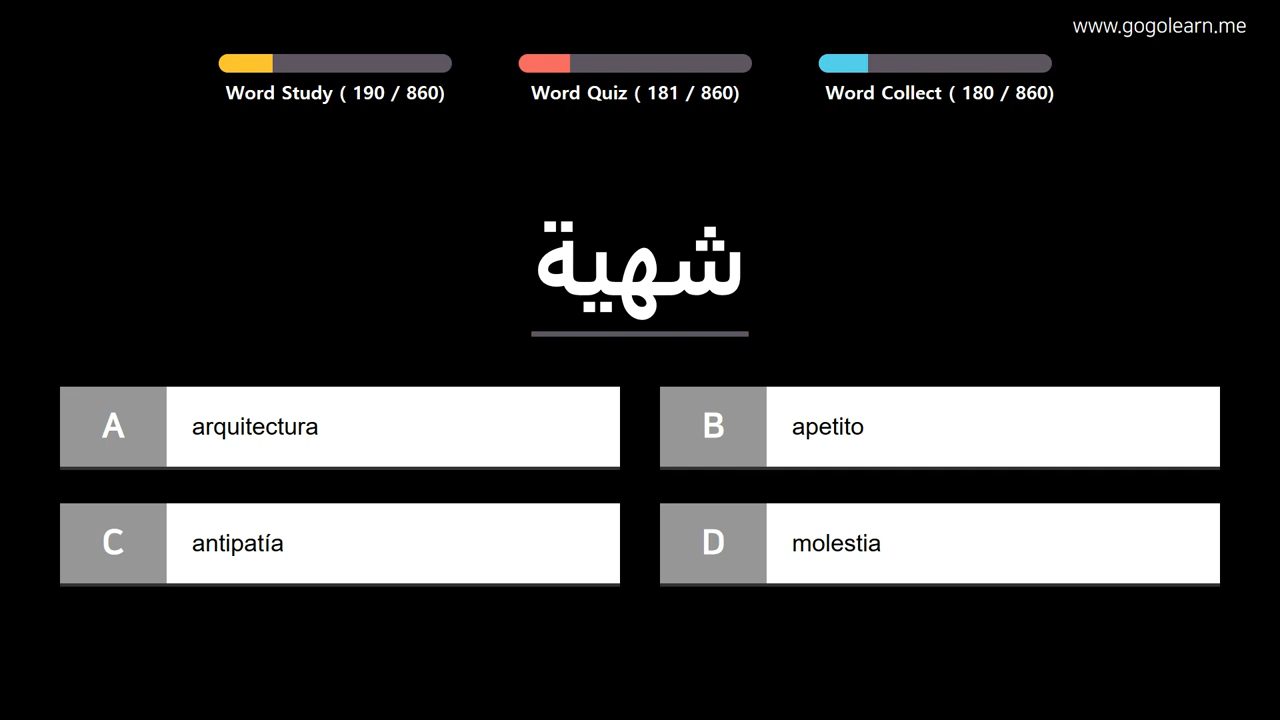 www.gogolearn.me
Word Study ( 190 / 860)
Word Quiz ( 181 / 860)
Word Collect ( 180 / 860)
شهية
A arquitectura
B apetito
C antipatía
D molestia